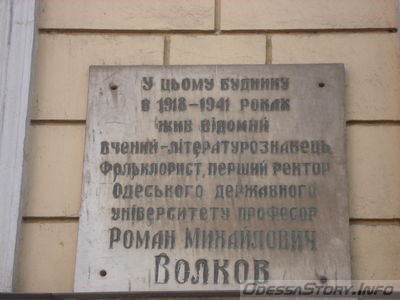 У цьому будинку
в 1918-1941 роках
жив відомий
вчений-літературознавець,
фольклорист, перший ректор
Одеського державного
університету професор
Роман Михайлович
Волков
OdessaStory.Info